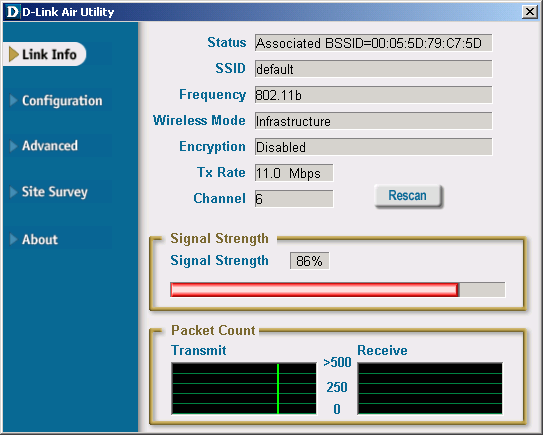 D D-Link Air Utility
Link Info
Configuration
Advanced
Site Survey
About
Status Associated BSSID=00:05:5D:79:C7:5D
SSID default
Frequency 802.11b
Wireless Mode Infrastructure
Encryption Disabled
Tx Rate 11.0 Mbps
Channel 6
Rescan
Signal Strength
Signal Strength 86%
Packet Count
Transmit >500 Receive
250
0